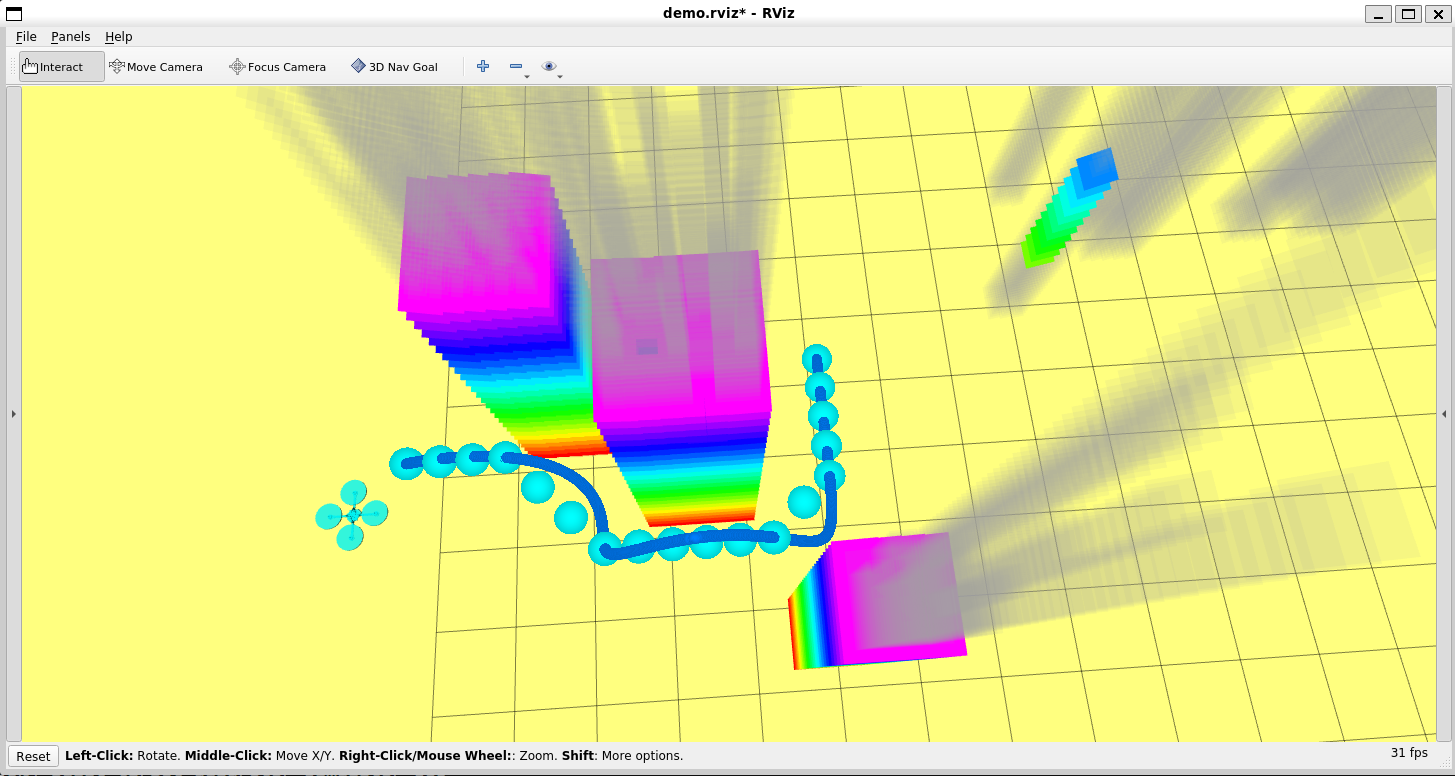 demo.rviz* - RViz
File Panels Help
Interact Move Camera Focus Camera 3D Nav Goal
Reset Left-Click: Rotate. Middle-Click: Move X/Y. Right-Click/Mouse Wheel:: Zoom. Shift: More options. 31 fps